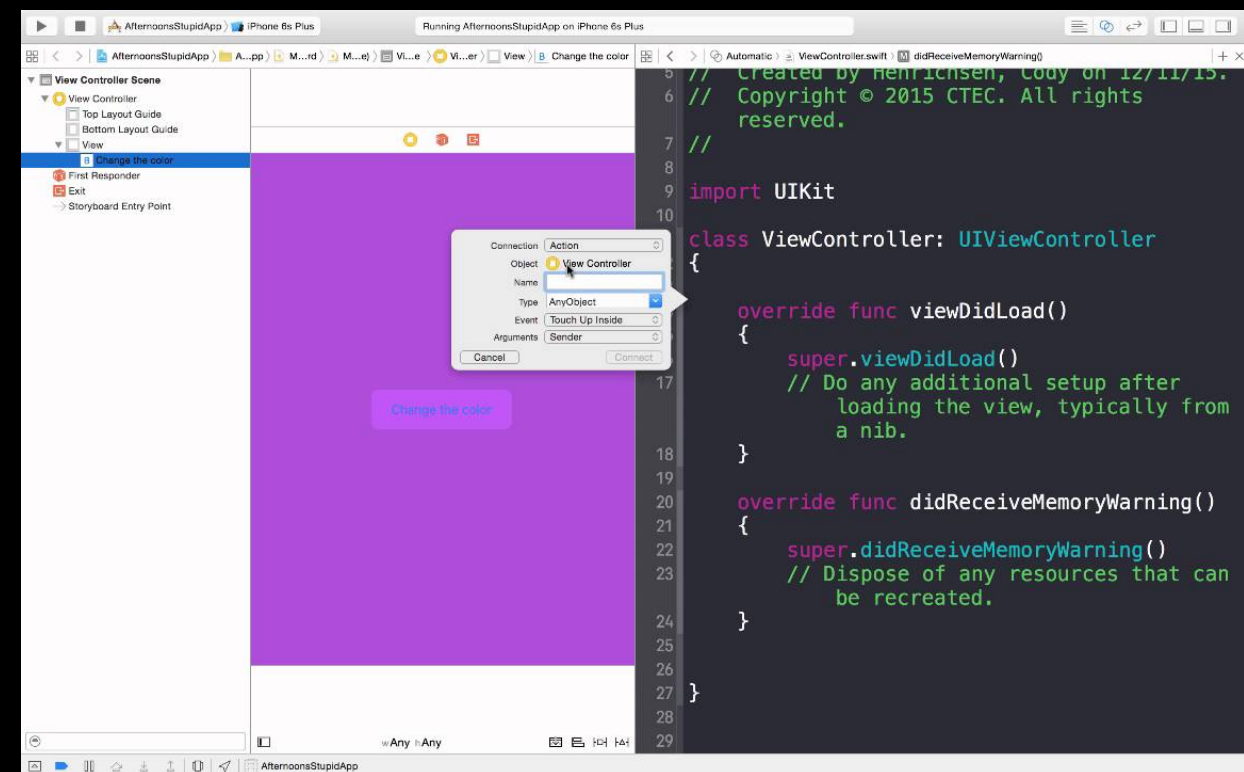 AfternoonsStupidApp
iPhone 6s Plus
Running AfternoonsStupidApp on iPhone 6s Plus
AfternoonsStupidApp
A...pp
M...rd
M...e)
Vi...e
Vi...er
View
B Change the color
Automatic
ViewController.swift
M didReceiveMemoryWarning()
View Controller Scene
View Controller
Top Layout Guide
Bottom Layout Guide
View
B Change the color
First Responder
Exit
Storyboard Entry Point
Connection Action
Object View Controller
Name
Type AnyObject
Event Touch Up Inside
Arguments Sender
Cancel Connect
Change the color
wAny hAny
AfternoonsStupidApp
5 // Created by Henrichsen, Cody on 12/11/15.
6 // Copyright © 2015 CTEC. All rights
reserved.
7 //
8
9 import UIKit
10
class ViewController: UIViewController
{
override func viewDidLoad()
{
super.viewDidLoad()
17 // Do any additional setup after
loading the view, typically from
a nib.
18 }
19
20 override func didReceiveMemoryWarning()
21 {
22 super.didReceiveMemoryWarning()
23 // Dispose of any resources that can
be recreated.
24 }
25
26
27 }
28
29